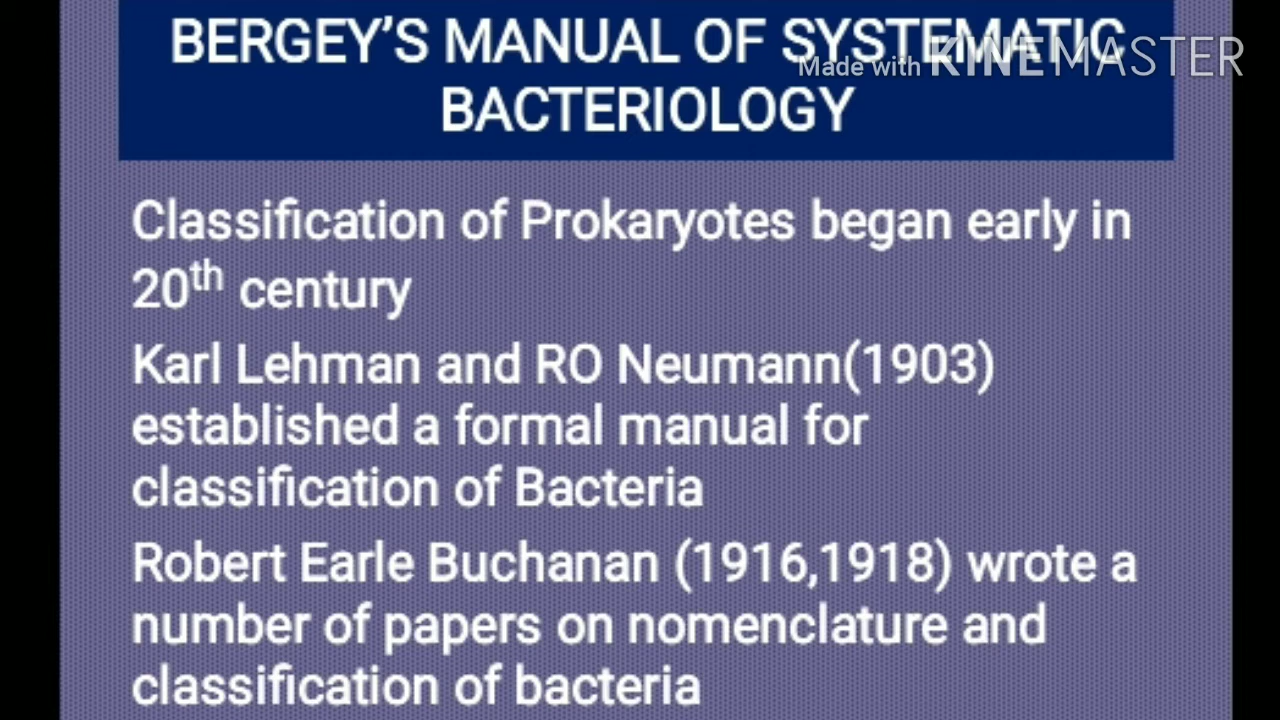 BERGEY’S MANUAL OF SYSTEMATIC
Made with KINEMASTER
BACTERIOLOGY
Classification of Prokaryotes began early in
20th century
Karl Lehman and RO Neumann(1903)
established a formal manual for
classification of Bacteria
Robert Earle Buchanan (1916,1918) wrote a
number of papers on nomenclature and
classification of bacteria